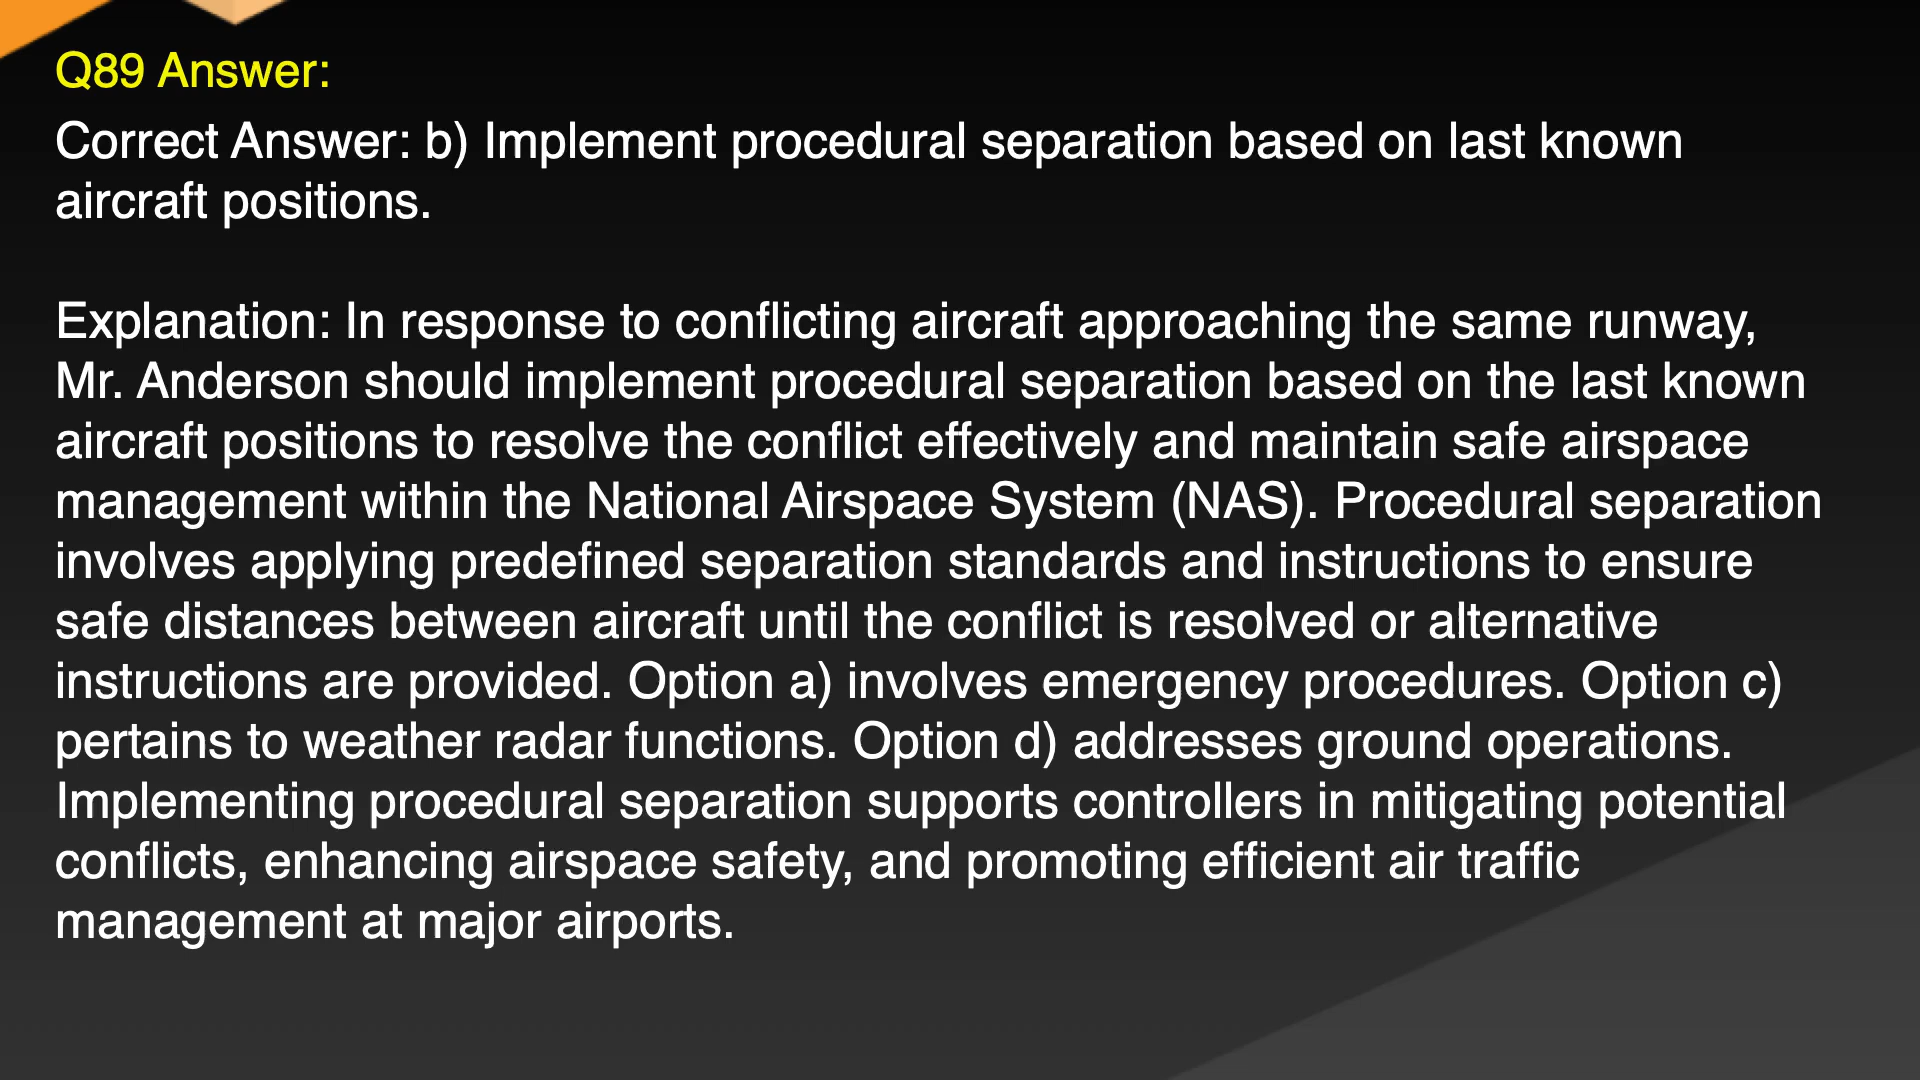 Q89 Answer:
Correct Answer: b) Implement procedural separation based on last known
aircraft positions.
Explanation: In response to conflicting aircraft approaching the same runway,
Mr. Anderson should implement procedural separation based on the last known
aircraft positions to resolve the conflict effectively and maintain safe airspace
management within the National Airspace System (NAS). Procedural separation
involves applying predefined separation standards and instructions to ensure
safe distances between aircraft until the conflict is resolved or alternative
instructions are provided. Option a) involves emergency procedures. Option c)
pertains to weather radar functions. Option d) addresses ground operations.
Implementing procedural separation supports controllers in mitigating potential
conflicts, enhancing airspace safety, and promoting efficient air traffic
management at major airports.